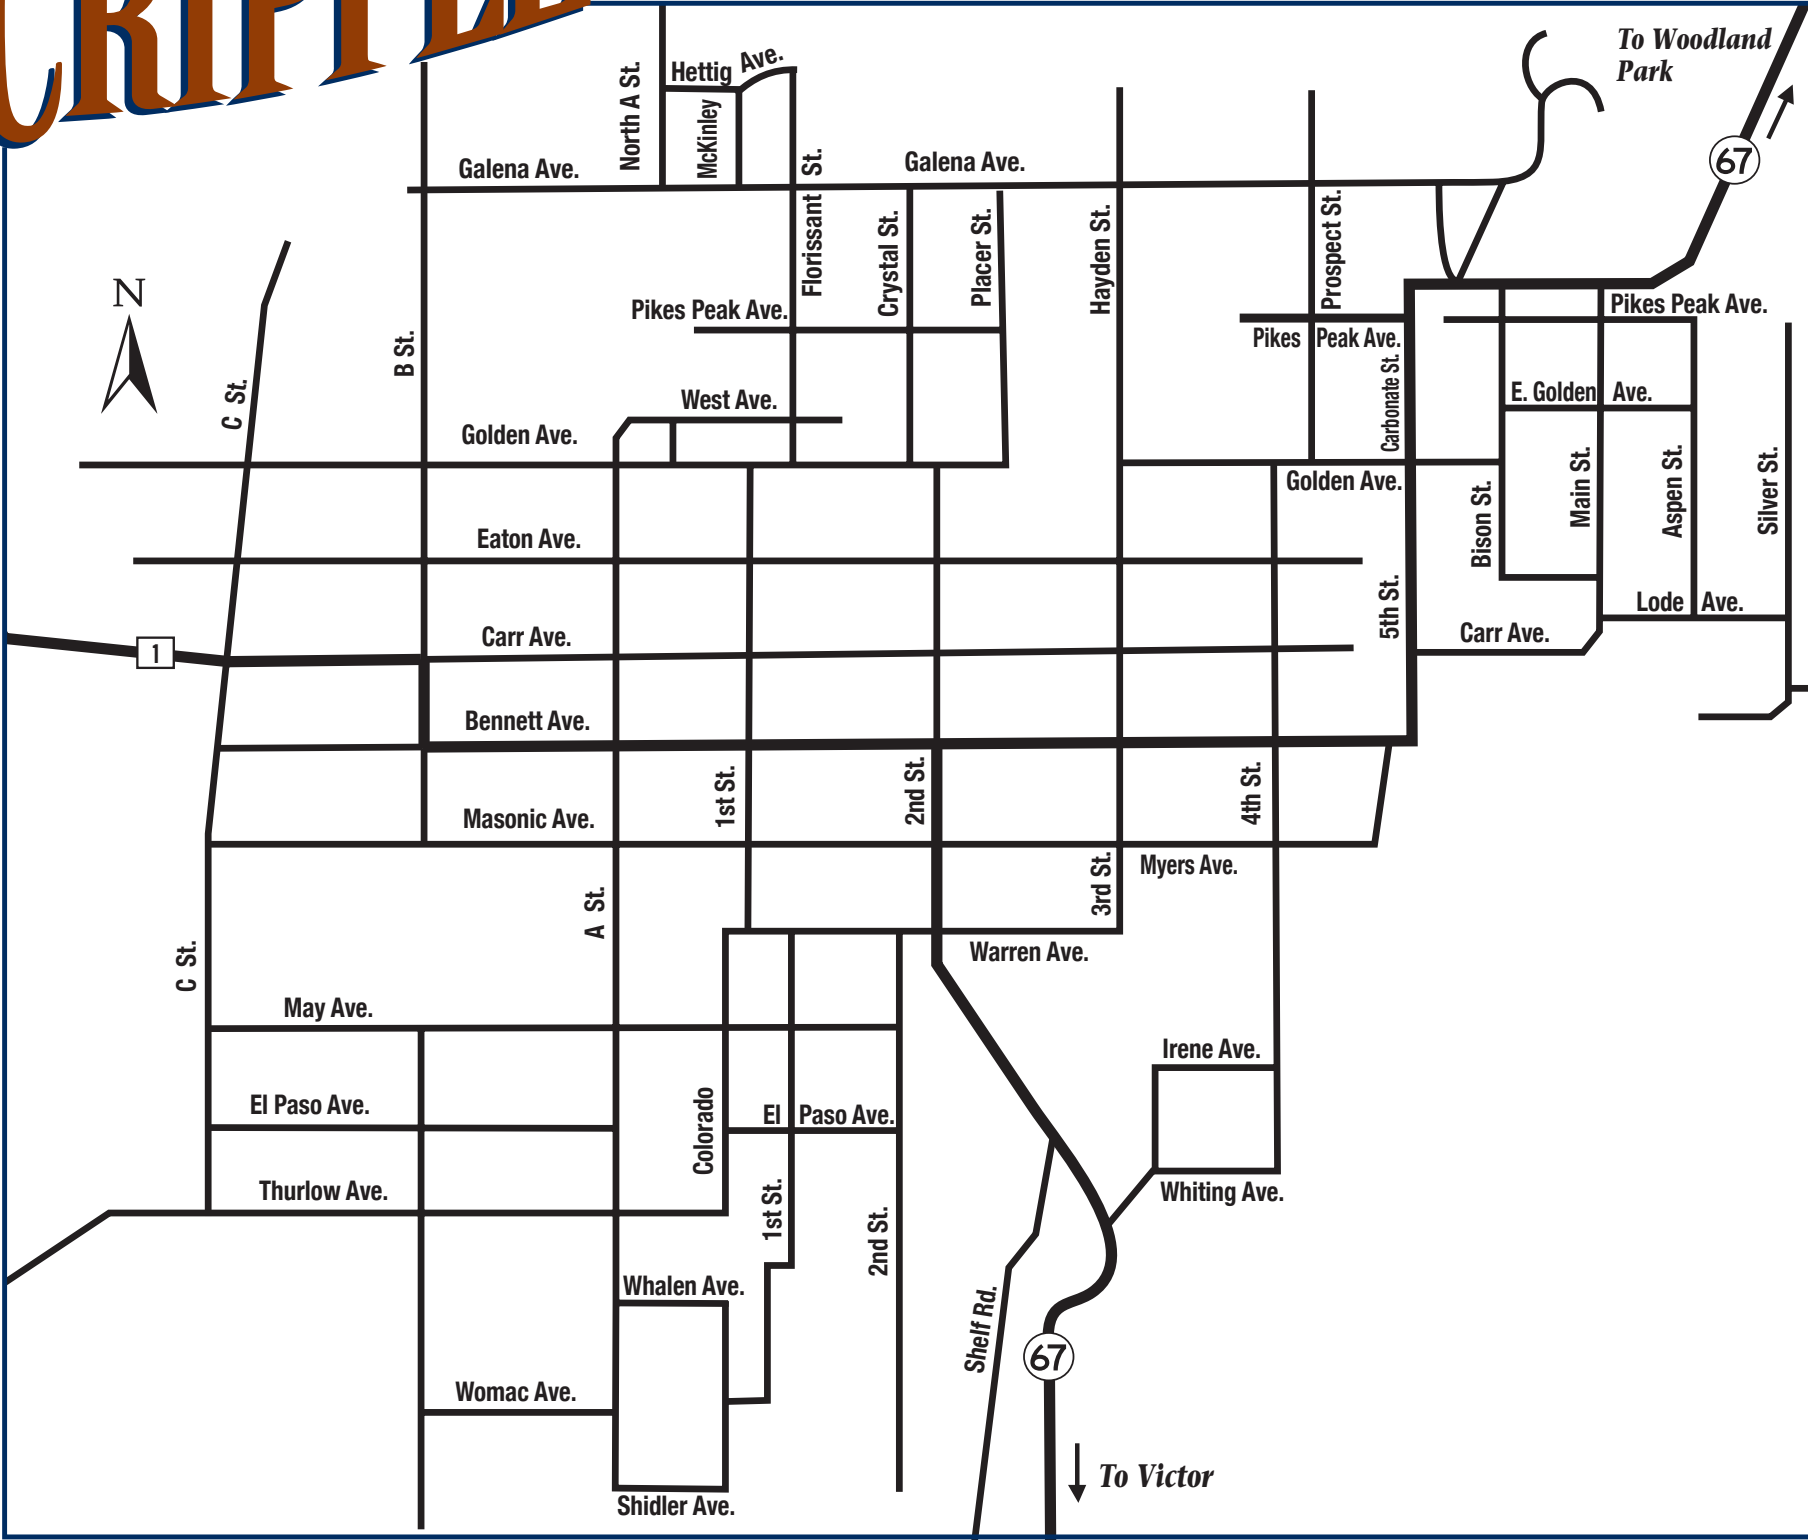 CRIPPLE
To Woodland
Park
67
Hettig Ave.
North A St.
McKinley
Galena Ave.
Florissant St.
Galena Ave.
Crystal St.
Placer St.
Hayden St.
Prospect St.
N
Pikes Peak Ave.
Pikes Peak Ave.
Pikes Peak Ave.
B St.
C St.
Carbonate St.
West Ave.
E. Golden Ave.
Golden Ave.
Golden Ave.
Bison St.
Main St.
Aspen St.
Silver St.
Eaton Ave.
5th St.
Lode Ave.
1
Carr Ave.
Carr Ave.
Bennett Ave.
1st St.
2nd St.
4th St.
Masonic Ave.
Myers Ave.
3rd St.
A St.
C St.
Warren Ave.
May Ave.
Irene Ave.
El Paso Ave.
Colorado
El Paso Ave.
Thurlow Ave.
1st St.
2nd St.
Whiting Ave.
Whalen Ave.
Shelf Rd.
67
Womac Ave.
To Victor
Shidler Ave.